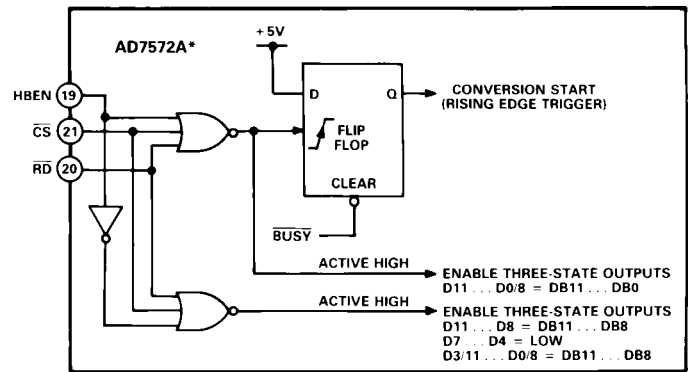 AD7572A*
+5V
HBEN 19
CS 21
RD 20
D
Q
CONVERSION START
(RISING EDGE TRIGGER)
FLIP
FLOP
CLEAR
BUSY
ACTIVE HIGH
ENABLE THREE-STATE OUTPUTS
D11 ... D0/8 = DB11 ... DB0
ACTIVE HIGH
ENABLE THREE-STATE OUTPUTS
D11 ... D8 = DB11 ... DB8
D7 ... D4 = LOW
D3/11 ... D0/8 = DB11 ... DB8